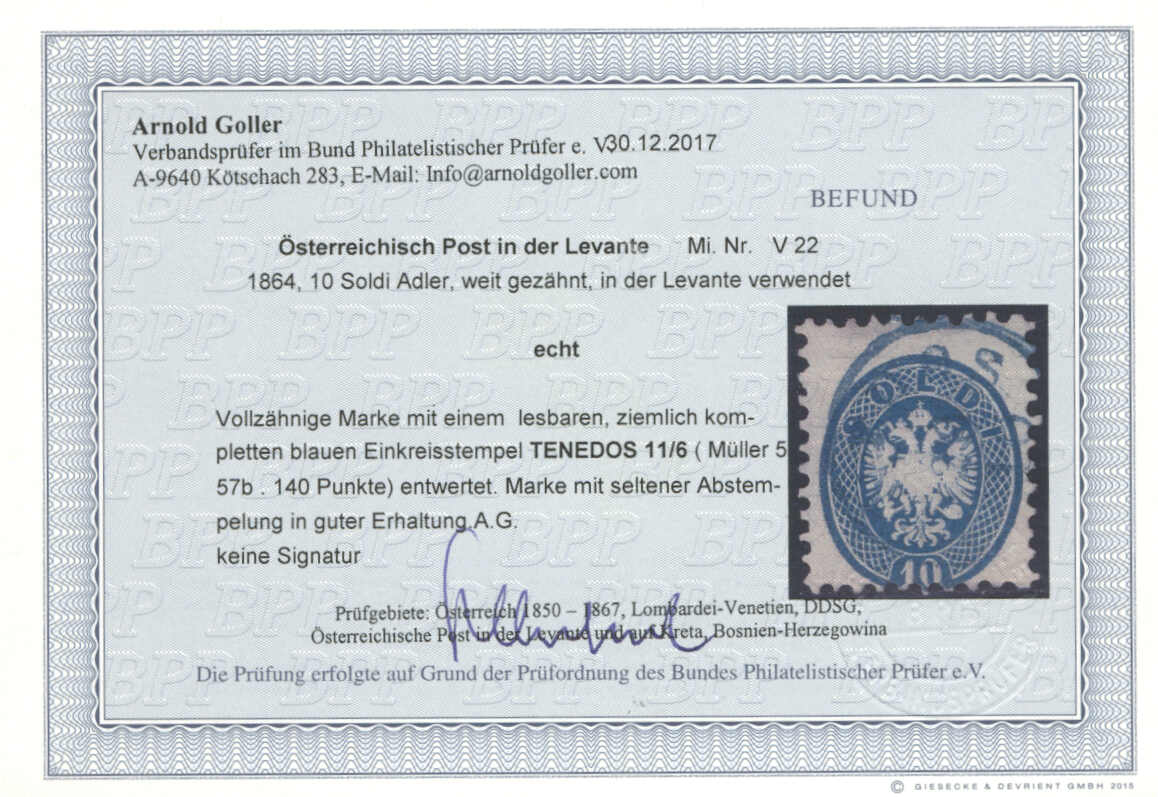 Arnold Goller
Verbandsprüfer im Bund Philatelistischer Prüfer e. V30.12.2017
A-9640 Kötschach 283, E-Mail: Info@arnoldgoller.com
BEFUND
Österreichisch Post in der Levante Mi. Nr. V 22
1864, 10 Soldi Adler, weit gezähnt, in der Levante verwendet
echt
Vollzähnige Marke mit einem lesbaren, ziemlich kom-
pletten blauen Einkreisstempel TENEDOS 11/6 ( Müller 5
57b . 140 Punkte) entwertet. Marke mit seltener Abstem-
pelung in guter Erhaltung.A.G.
keine Signatur
SOLDI
10
Prüfgebiete: Österreich 1850 – 1867, Lombardei-Venetien, DDSG,
Österreichische Post in der Levante und auf Kreta, Bosnien-Herzegowina
Die Prüfung erfolgte auf Grund der Prüfordnung des Bundes Philatelistischer Prüfer e.V.
© GIESECKE & DEVRIENT GMBH 2015